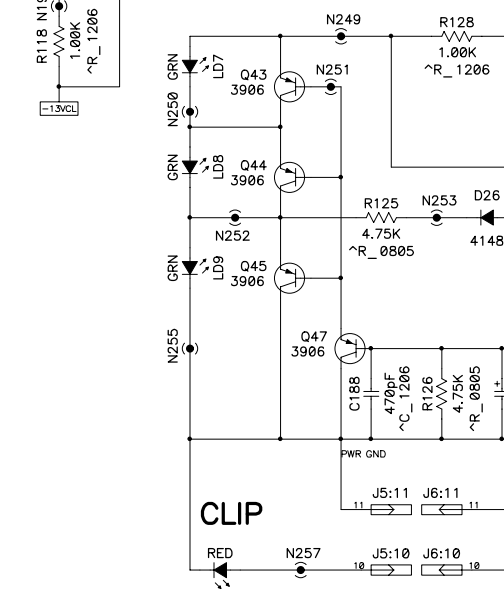 R118
N19
1.00K
^R_1206
-13VCL
N249
R128
1.00K
^R_1206
GRN
LD7
Q43
3906
N251
N250
GRN
LD8
Q44
3906
N252
R125
4.75K
^R_0805
N253
D26
4148
GRN
LD9
Q45
3906
Q47
3906
N255
C188
470pF
^C_1206
R126
4.75K
^R_0805
+
PWR GND
11
J5:11
J6:11
11
CLIP
RED
N257
10
J5:10
J6:10
10